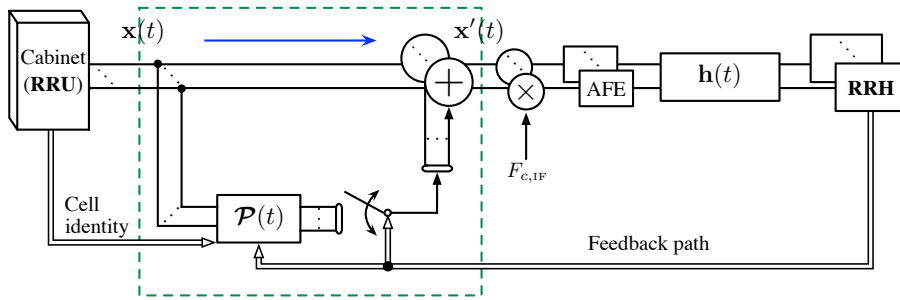 x(t)
x′(t)
Cabinet
(RRU)
h(t)
AFE
RRH
F_{c,IF}
Cell
identity
𝓟(t)
Feedback path